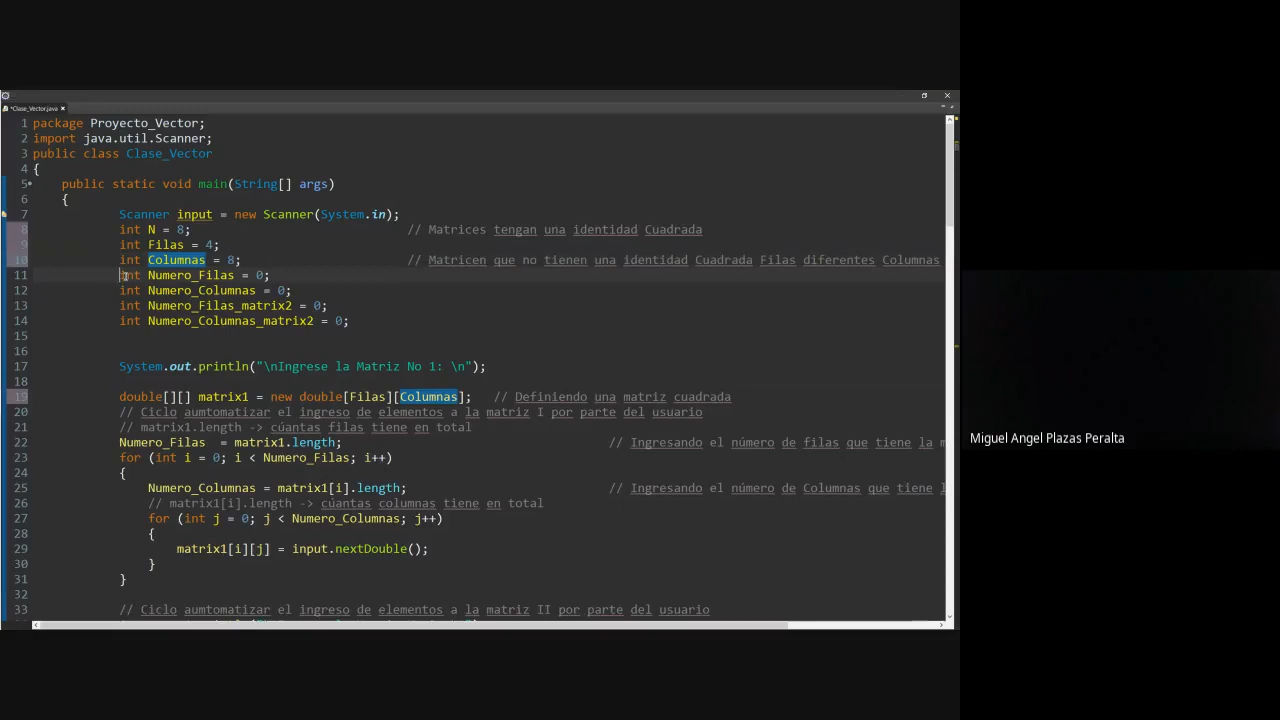 *Clase_Vector.java
1 package Proyecto_Vector;
2 import java.util.Scanner;
3 public class Clase_Vector
4 {
5 public static void main(String[] args)
6 {
7 Scanner input = new Scanner(System.in);
8 int N = 8; // Matrices tengan una identidad Cuadrada
9 int Filas = 4;
10 int Columnas = 8; // Matricen que no tienen una identidad Cuadrada Filas diferentes Columnas
11 int Numero_Filas = 0;
12 int Numero_Columnas = 0;
13 int Numero_Filas_matrix2 = 0;
14 int Numero_Columnas_matrix2 = 0;
15
16
17 System.out.println("\nIngrese la Matriz No 1: \n");
18
19 double[][] matrix1 = new double[Filas][Columnas]; // Definiendo una matriz cuadrada
20 // Ciclo aumtomatizar el ingreso de elementos a la matriz I por parte del usuario
21 // matrix1.length -> cúantas filas tiene en total
22 Numero_Filas = matrix1.length; // Ingresando el número de filas que tiene la m
23 for (int i = 0; i < Numero_Filas; i++)
24 {
25 Numero_Columnas = matrix1[i].length; // Ingresando el número de Columnas que tiene l
26 // matrix1[i].length -> cúantas columnas tiene en total
27 for (int j = 0; j < Numero_Columnas; j++)
28 {
29 matrix1[i][j] = input.nextDouble();
30 }
31 }
32
33 // Ciclo aumtomatizar el ingreso de elementos a la matriz II por parte del usuario
Miguel Angel Plazas Peralta